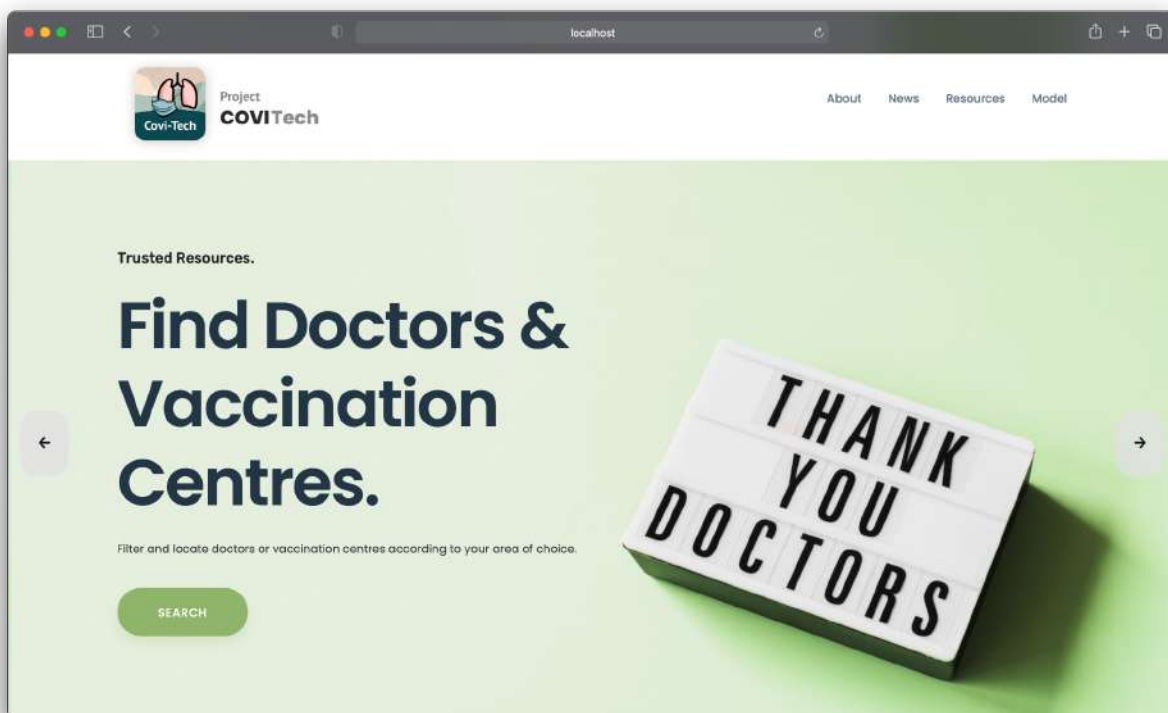 localhost
Covi-Tech
Project
COVITech
About News Resources Model
Trusted Resources.
Find Doctors &
Vaccination
Centres.
Filter and locate doctors or vaccination centres according to your area of choice.
SEARCH
THANK
YOU
DOCTORS